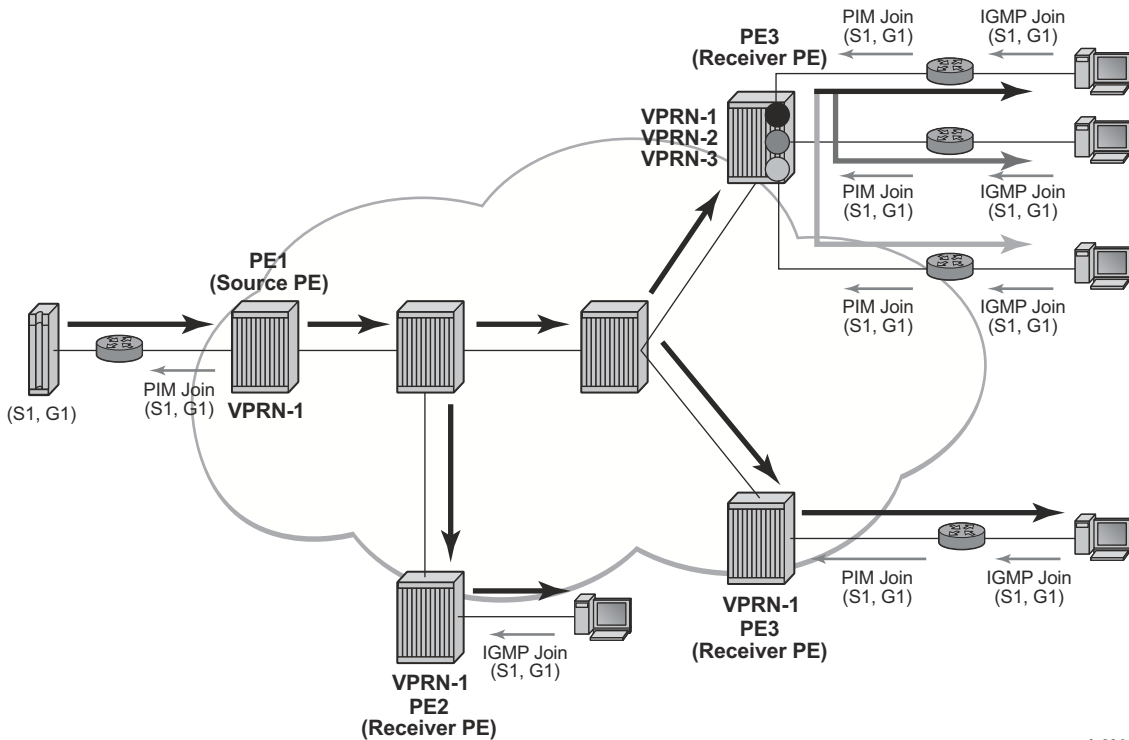 PIM Join
(S1, G1)
IGMP Join
(S1, G1)
PE3
(Receiver PE)
VPRN-1
VPRN-2
VPRN-3
PIM Join
(S1, G1)
IGMP Join
(S1, G1)
PIM Join
(S1, G1)
IGMP Join
(S1, G1)
PE1
(Source PE)
(S1, G1)
PIM Join
(S1, G1)
VPRN-1
PIM Join
(S1, G1)
IGMP Join
(S1, G1)
VPRN-1
PE3
(Receiver PE)
IGMP Join
(S1, G1)
VPRN-1
PE2
(Receiver PE)